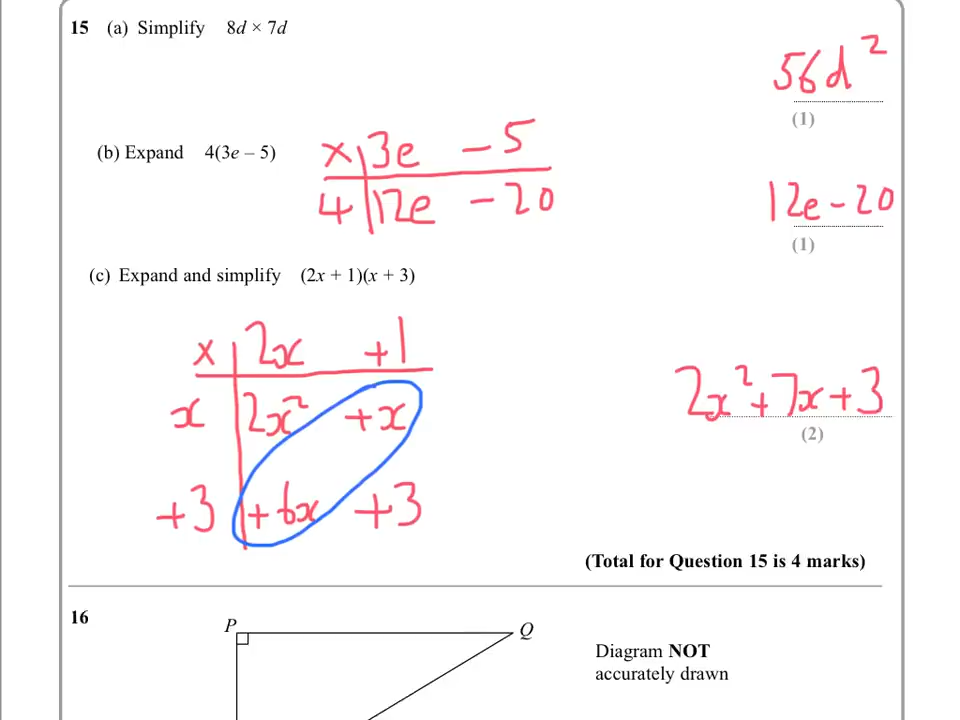 15 (a) Simplify 8d × 7d
56d²
(1)
(b) Expand 4(3e – 5)
× 3e - 5
4 12e - 20
12e - 20
(1)
(c) Expand and simplify (2x + 1)(x + 3)
× 2x +1
x 2x² +x
+3 +6x +3
2x² + 7x + 3
(2)
(Total for Question 15 is 4 marks)
16
P
Q
Diagram NOT
accurately drawn